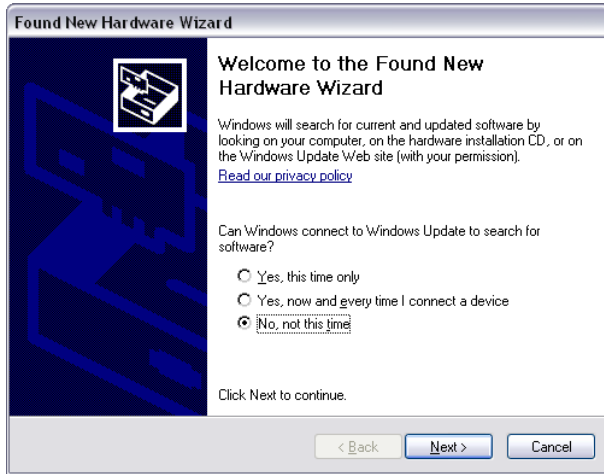 Found New Hardware Wizard
Welcome to the Found New
Hardware Wizard
Windows will search for current and updated software by
looking on your computer, on the hardware installation CD, or on
the Windows Update Web site (with your permission).
Read our privacy policy
Can Windows connect to Windows Update to search for
software?
Yes, this time only
Yes, now and every time I connect a device
No, not this time
Click Next to continue.
< Back
Next >
Cancel